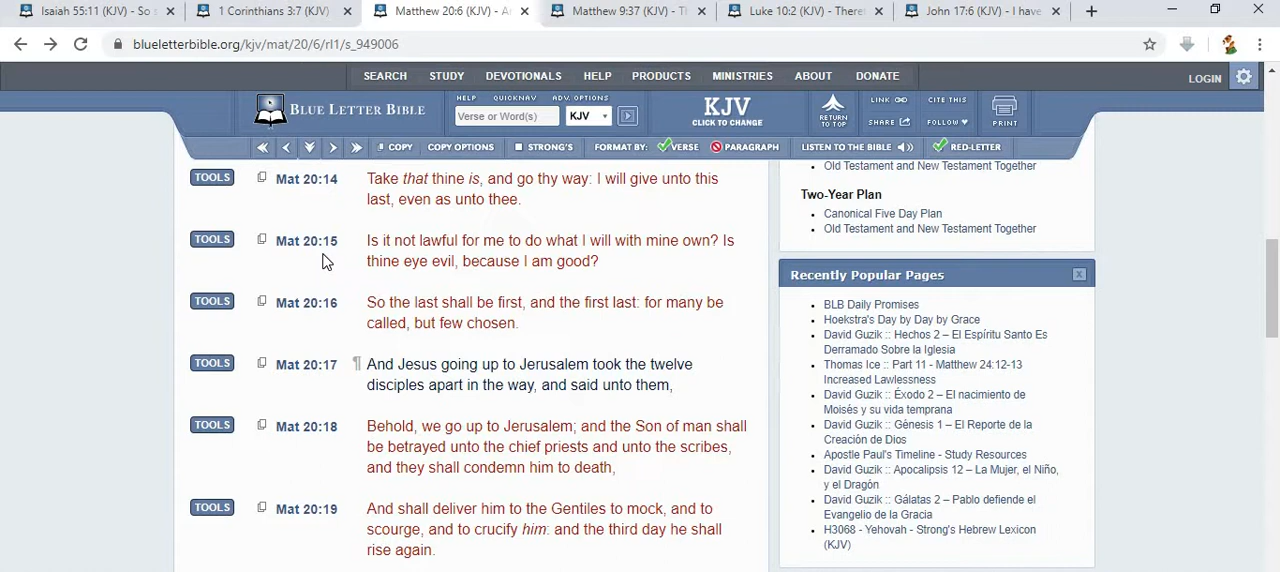 Isaiah 55:11 (KJV) - So s
1 Corinthians 3:7 (KJV)
Matthew 20:6 (KJV) - A
Matthew 9:37 (KJV) - T
Luke 10:2 (KJV) - There
John 17:6 (KJV) - I have
blueletterbible.org/kjv/mat/20/6/rl1/s_949006
SEARCH STUDY DEVOTIONALS HELP PRODUCTS MINISTRIES ABOUT DONATE
LOGIN
BLUE LETTER BIBLE
HELP QUICKNAV ADV. OPTIONS
Verse or Word(s) KJV
KJV
CLICK TO CHANGE
RETURN
TO TOP
LINK CITE THIS
SHARE FOLLOW
PRINT
COPY COPY OPTIONS STRONG'S FORMAT BY: VERSE PARAGRAPH LISTEN TO THE BIBLE RED-LETTER
TOOLS Mat 20:14 Take that thine is, and go thy way: I will give unto this
last, even as unto thee.
TOOLS Mat 20:15 Is it not lawful for me to do what I will with mine own? Is
thine eye evil, because I am good?
TOOLS Mat 20:16 So the last shall be first, and the first last: for many be
called, but few chosen.
TOOLS Mat 20:17 ¶ And Jesus going up to Jerusalem took the twelve
disciples apart in the way, and said unto them,
TOOLS Mat 20:18 Behold, we go up to Jerusalem; and the Son of man shall
be betrayed unto the chief priests and unto the scribes,
and they shall condemn him to death,
TOOLS Mat 20:19 And shall deliver him to the Gentiles to mock, and to
scourge, and to crucify him: and the third day he shall
rise again.
Old Testament and New Testament Together
Two-Year Plan
Canonical Five Day Plan
Old Testament and New Testament Together
Recently Popular Pages
BLB Daily Promises
Hoekstra's Day by Day by Grace
David Guzik :: Hechos 2 – El Espíritu Santo Es
Derramado Sobre la Iglesia
Thomas Ice :: Part 11 - Matthew 24:12-13
Increased Lawlessness
David Guzik :: Éxodo 2 – El nacimiento de
Moisés y su vida temprana
David Guzik :: Génesis 1 – El Reporte de la
Creación de Dios
Apostle Paul's Timeline - Study Resources
David Guzik :: Apocalipsis 12 – La Mujer, el Niño,
y el Dragón
David Guzik :: Gálatas 2 – Pablo defiende el
Evangelio de la Gracia
H3068 - Yehovah - Strong's Hebrew Lexicon
(KJV)